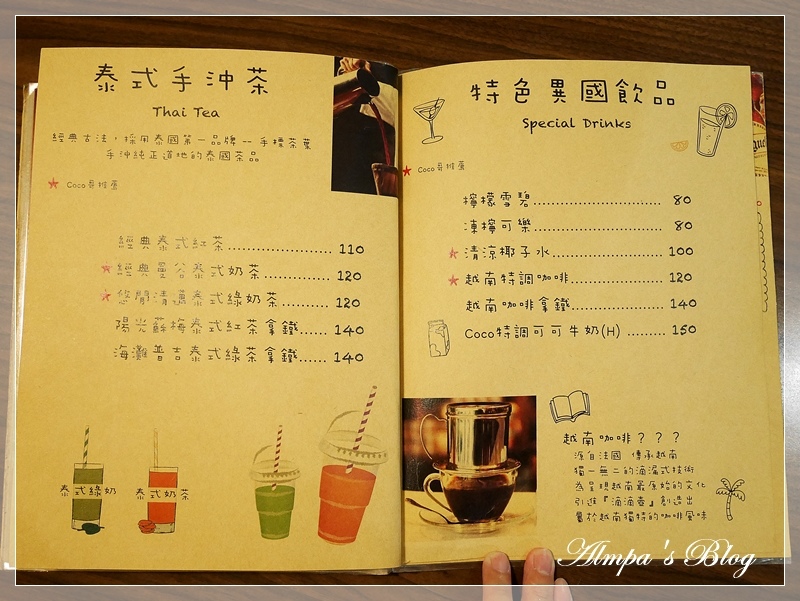 泰式手沖茶
Thai Tea
經典古法，採用泰國第一品牌--手標茶葉
手沖純正道地的泰國茶品
★ Coco哥推薦
經典泰式紅茶.................... 110
★ 經典曼谷泰式奶茶.............. 120
★ 悠閒清邁泰式綠奶茶........... 120
陽光蘇梅泰式紅茶拿鐵...... 140
海灘普吉泰式綠茶拿鐵...... 140
泰式綠奶
泰式奶茶
特色異國飲品
Special Drinks
★ Coco哥推薦
檸檬雪碧......................... 80
凍檸可樂......................... 80
★ 清涼椰子水...................... 100
★ 越南特調咖啡.................. 120
越南咖啡拿鐵................... 140
Coco特調可可牛奶(H) ......... 150
越南咖啡？？？
源自法國 傳承越南
獨一無二的滴漏式技術
為呈現越南最原始的文化
引進『滴滴壺』創造出
屬於越南獨特的咖啡風味
Almpa's Blog